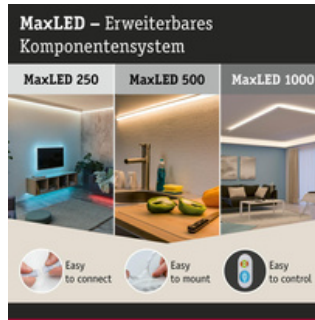 MaxLED – Erweiterbares
Komponentensystem
MaxLED 250 MaxLED 500 MaxLED 1000
Easy
to connect
Easy
to mount
Easy
to control